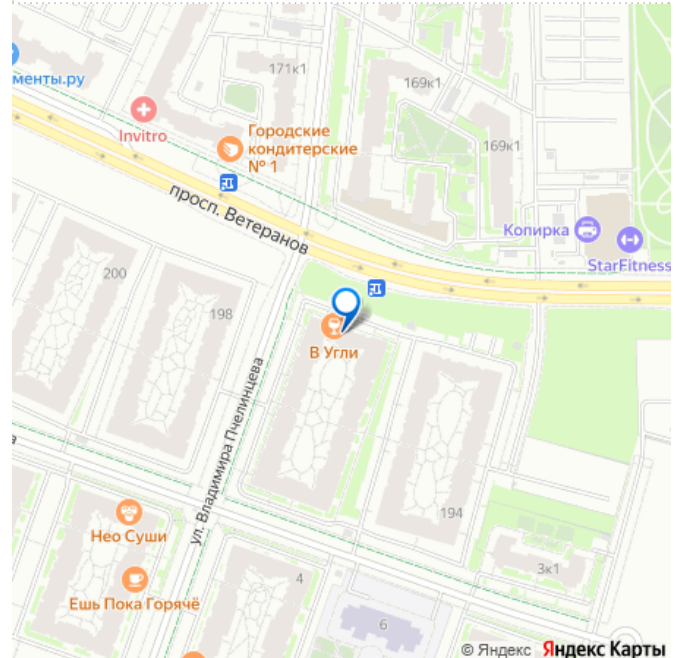 171к1
169к1
менты.ру
Invitro
Городские
кондитерские
№ 1
169к1
просп. Ветеранов
Копирка
StarFitness
200
198
В Угли
ул. Владимира Пчелинцева
а
Нео Суши
194
Ешь Пока Горячё
4
3к1
6
© Яндекс Яндекс Карты